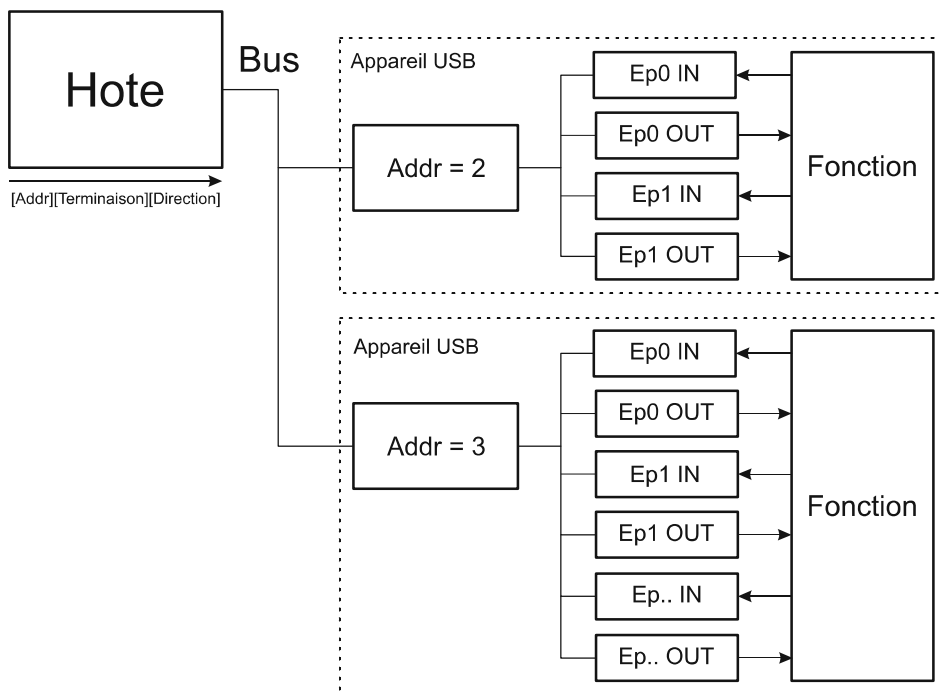 Hote
Bus
[Addr][Terminaison][Direction]
Appareil USB
Addr = 2
Ep0 IN
Ep0 OUT
Ep1 IN
Ep1 OUT
Fonction
Appareil USB
Addr = 3
Ep0 IN
Ep0 OUT
Ep1 IN
Ep1 OUT
Ep.. IN
Ep.. OUT
Fonction